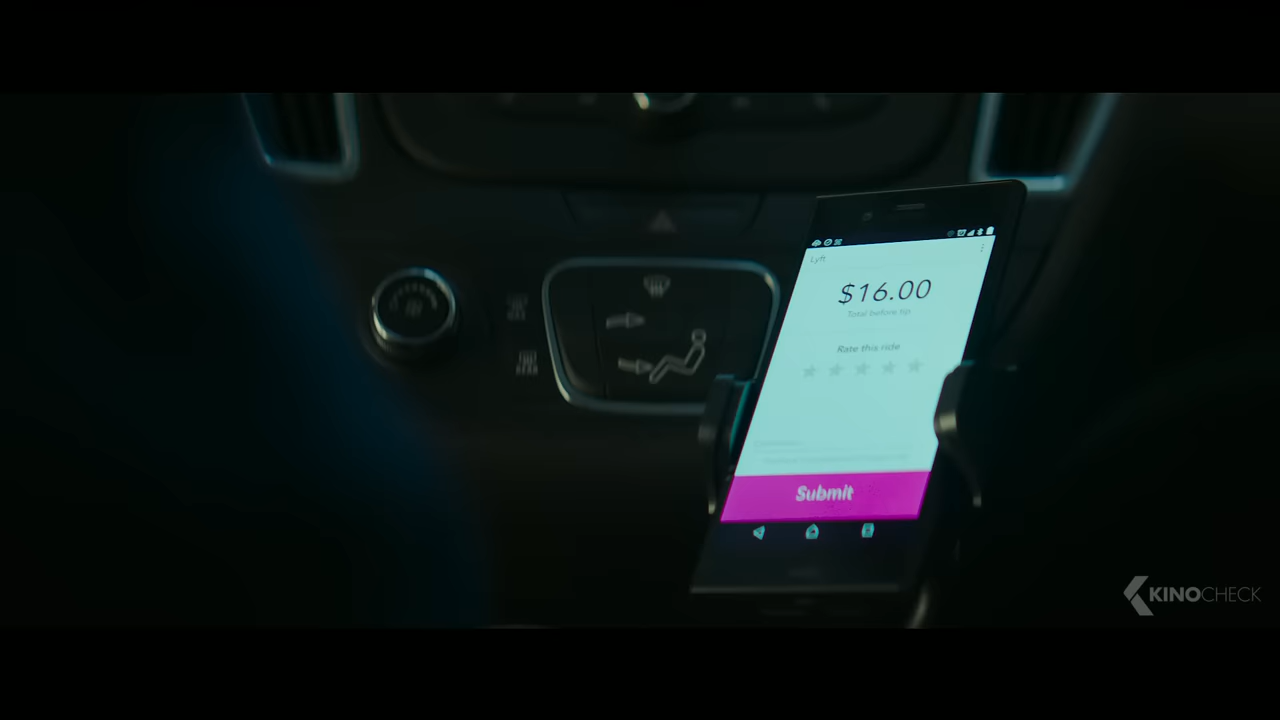 Lyft
$16.00
Total before tip
Rate this ride
Submit
KINOCHECK